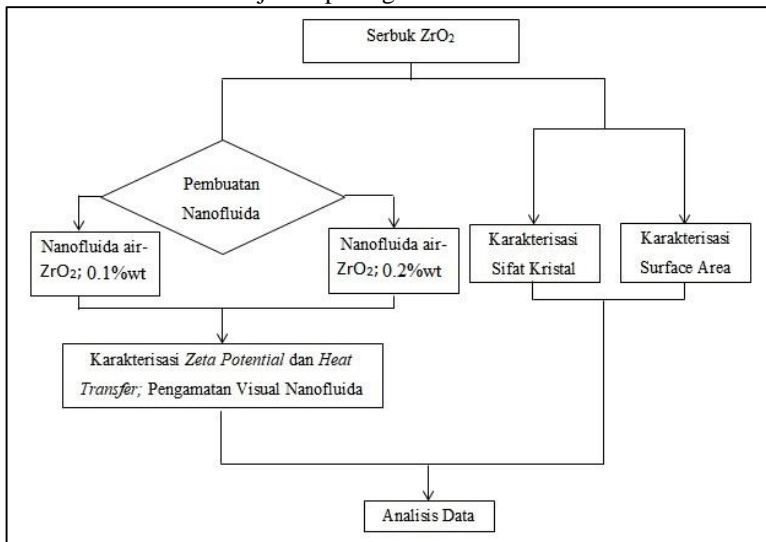 Serbuk ZrO₂
Pembuatan
Nanofluida
Nanofluida air-
ZrO₂; 0.1%wt
Nanofluida air-
ZrO₂; 0.2%wt
Karakterisasi
Sifat Kristal
Karakterisasi
Surface Area
Karakterisasi Zeta Potential dan Heat
Transfer; Pengamatan Visual Nanofluida
Analisis Data